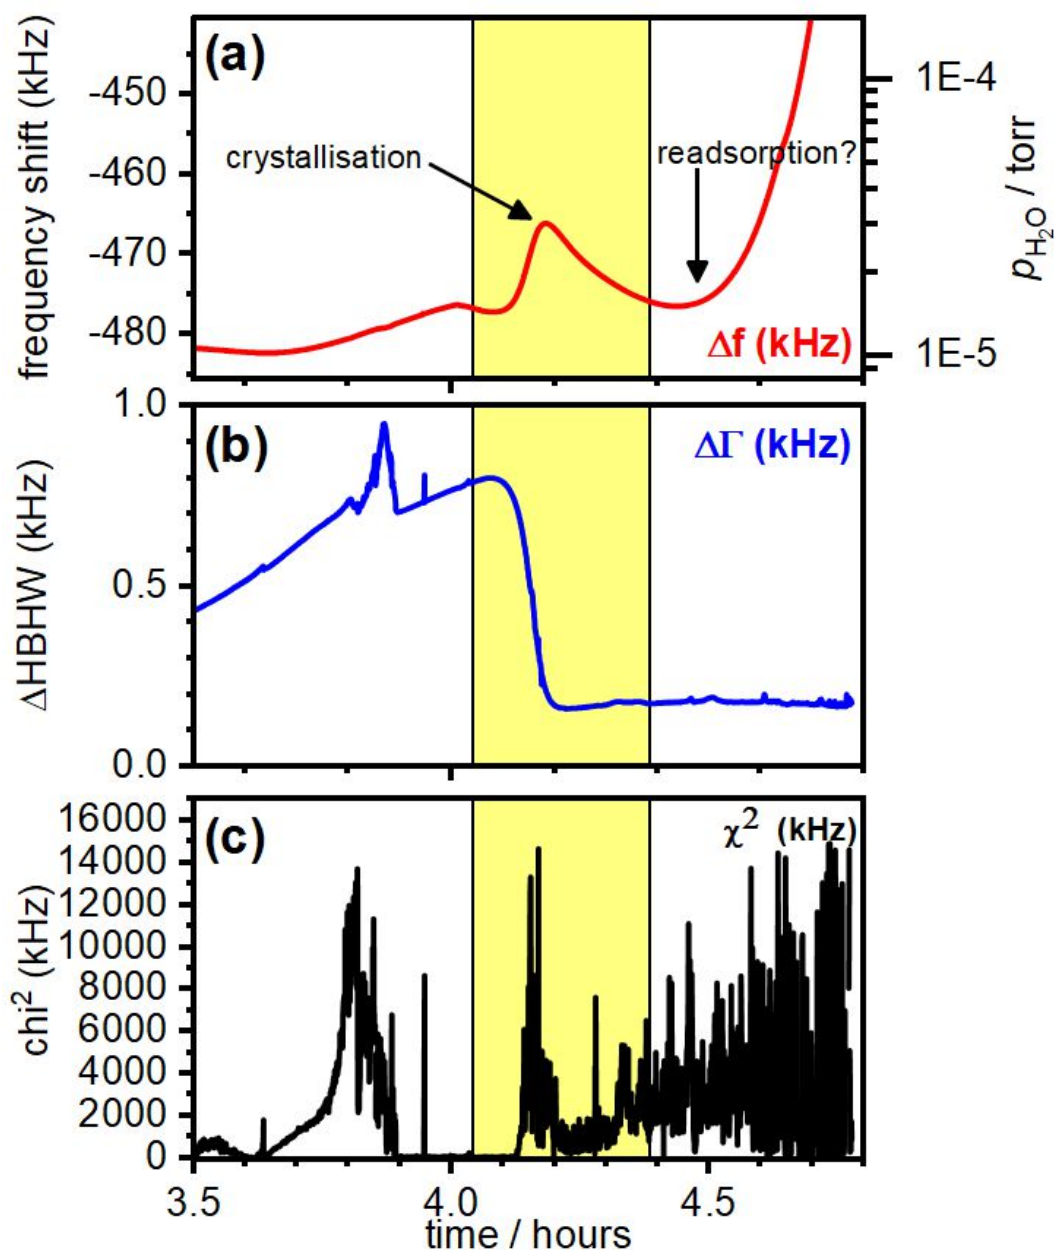 (a)
frequency shift (kHz)
-450
-460
-470
-480
crystallisation
readsorption?
Δf (kHz)
1E-4
1E-5
pH₂O / torr
(b)
ΔHBHW (kHz)
1.0
0.5
0.0
ΔΓ (kHz)
(c)
chi² (kHz)
16000
14000
12000
10000
8000
6000
4000
2000
0
χ² (kHz)
3.5 4.0 4.5
time / hours